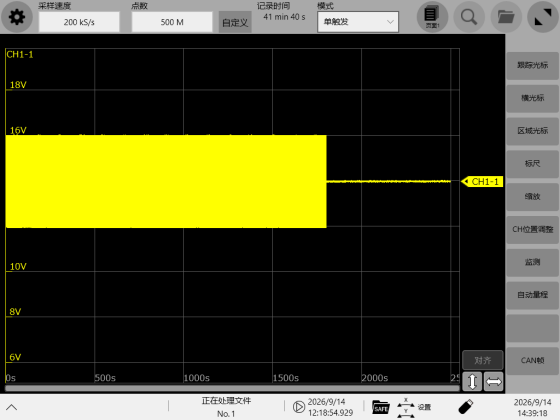 采样速度
200 kS/s
点数
500 M
自定义
记录时间
41 min 40 s
模式
单触发
页面1
CH1-1
18V
16V
10V
8V
6V
0s
500s
1000s
1500s
2000s
2500s
CH1-1
跟踪光标
横光标
区域光标
标尺
缩放
CH位置调整
监测
自动量程
CAN帧
对齐
正在处理文件
No. 1
2026/9/14
12:18:54.929
SAFE
X
Y
设置
2026/9/14
14:39:18